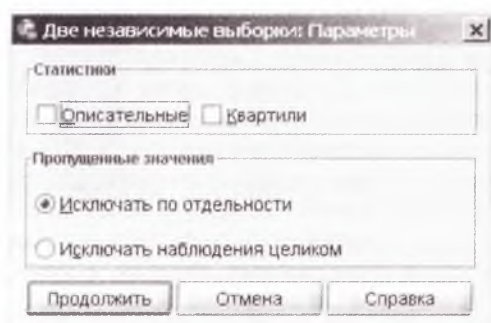 Две независимые выборки: Параметры
Статистики
Описательные Квартили
Пропущенные значения
Исключать по отдельности
Исключать наблюдения целиком
Продолжить Отмена Справка